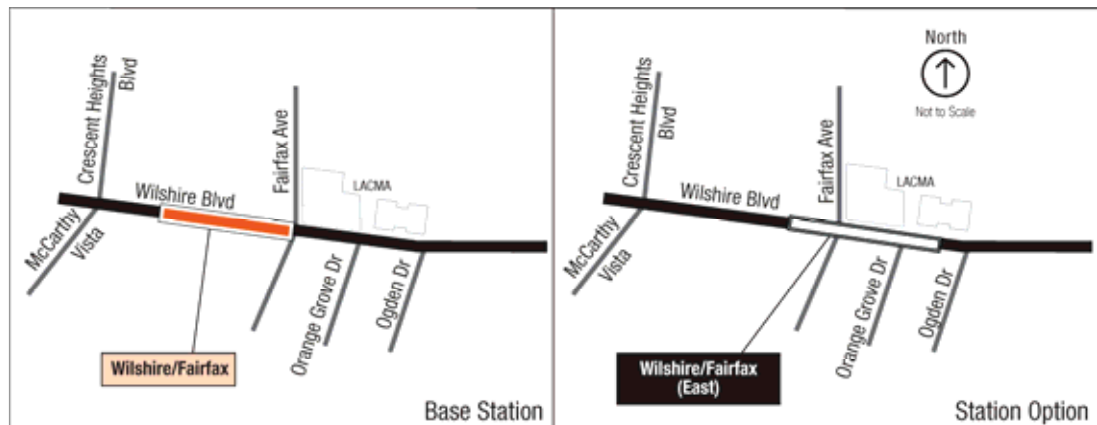 Crescent Heights
Blvd
Fairfax Ave
LACMA
Wilshire Blvd
McCarthy
Vista
Orange Grove Dr
Ogden Dr
Wilshire/Fairfax
Base Station
North
Not to Scale
Crescent Heights
Blvd
Fairfax Ave
LACMA
Wilshire Blvd
McCarthy
Vista
Orange Grove Dr
Ogden Dr
Wilshire/Fairfax
(East)
Station Option